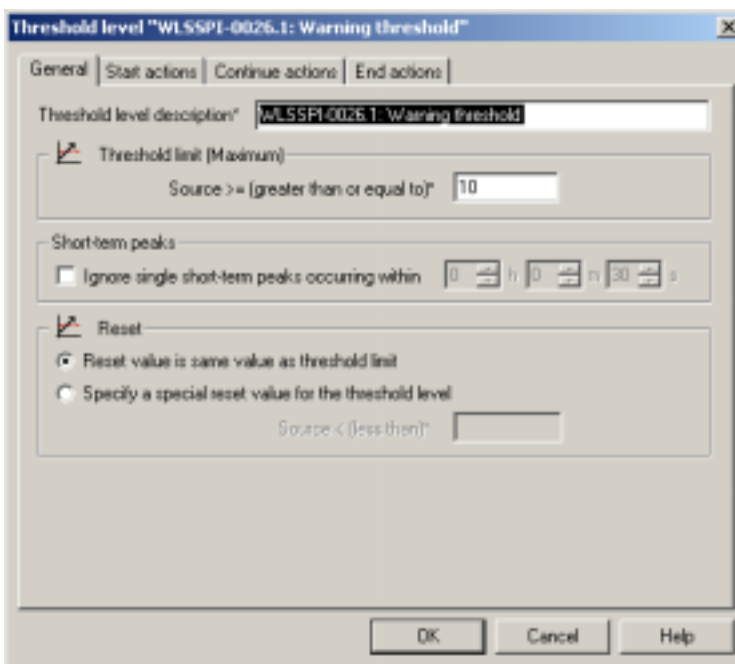 Threshold level "WLSSPI-0026.1: Warning threshold"
General Start actions Continue actions End actions
Threshold level description* WLSSPI-0026.1: Warning threshold
Threshold limit (Maximum)
Source >= (greater than or equal to)* 10
Short-term peaks
Ignore single short-term peaks occurring within 0 h 0 m 30 s
Reset
Reset value is same value as threshold limit
Specify a special reset value for the threshold level
Source < (less than)*
OK Cancel Help